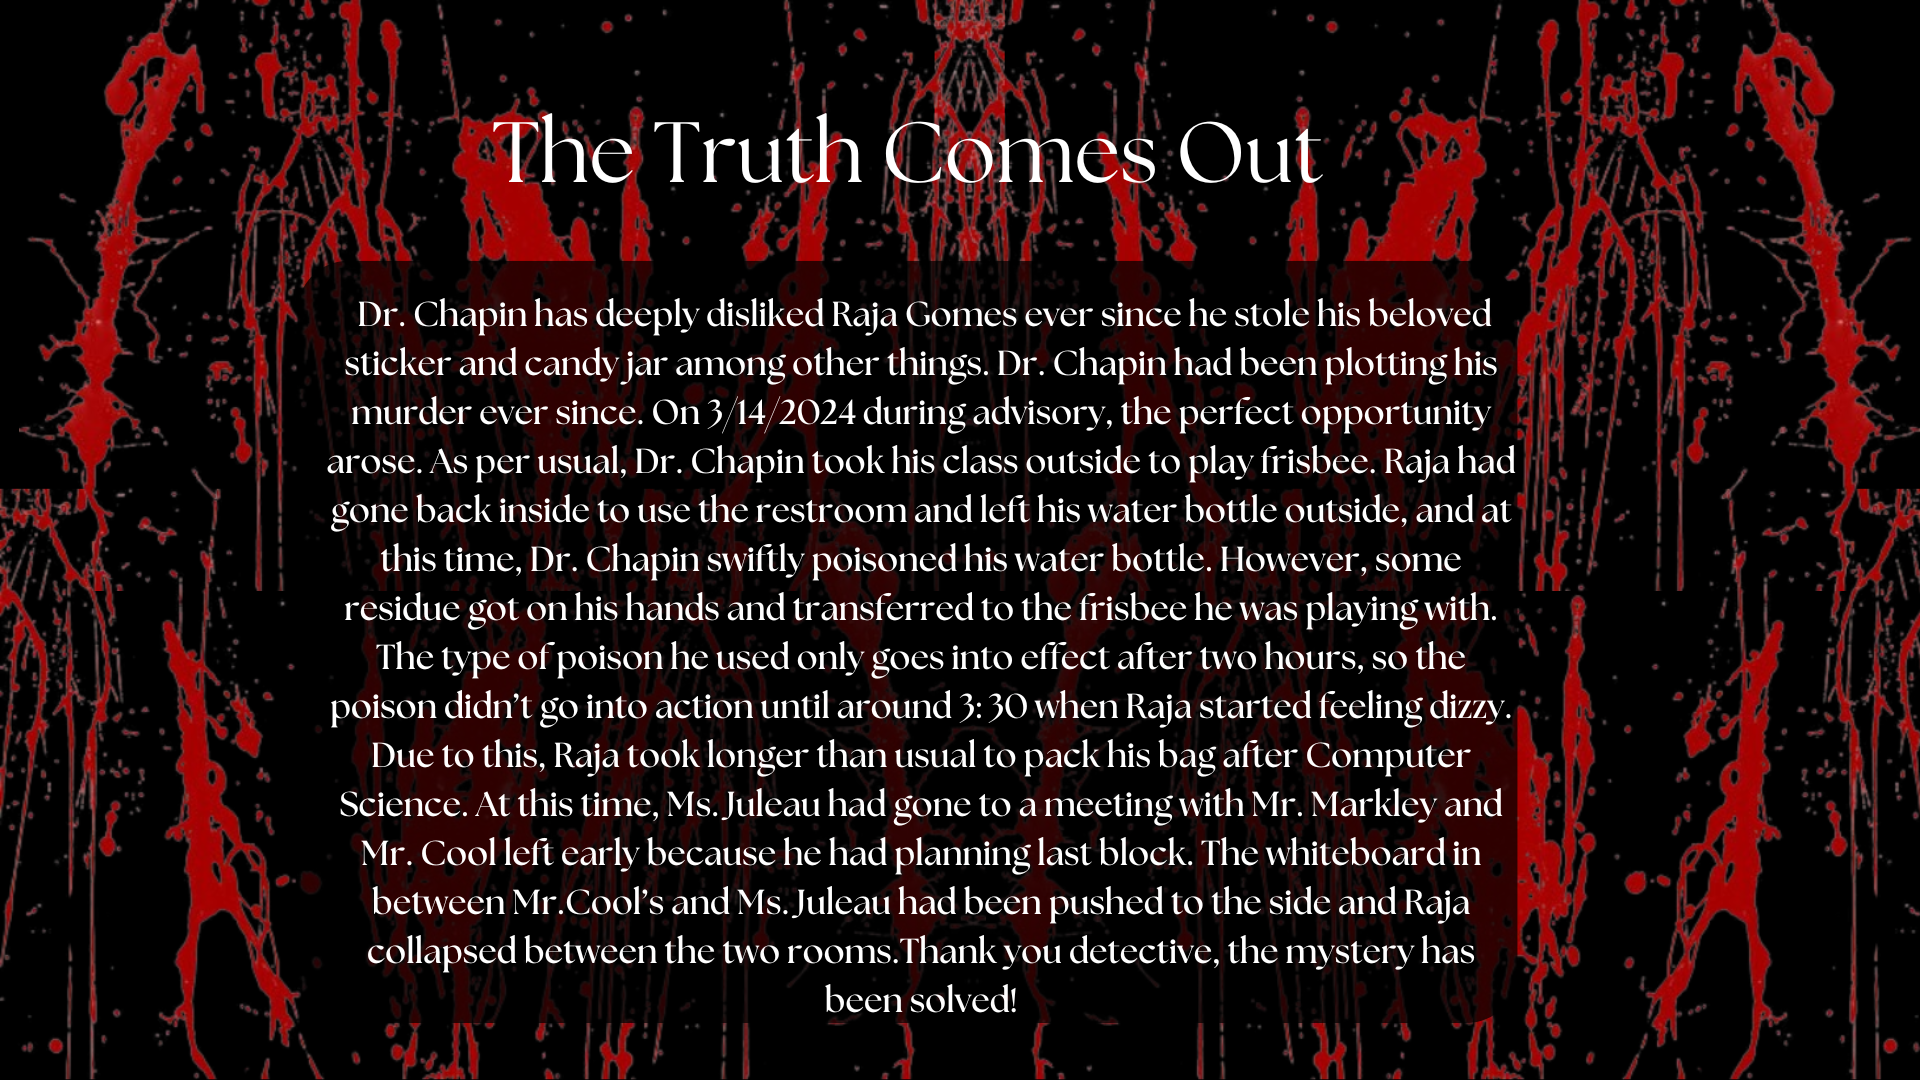 The Truth Comes Out
Dr. Chapin has deeply disliked Raja Gomes ever since he stole his beloved
sticker and candy jar among other things. Dr. Chapin had been plotting his
murder ever since. On 3/14/2024 during advisory, the perfect opportunity
arose. As per usual, Dr. Chapin took his class outside to play frisbee. Raja had
gone back inside to use the restroom and left his water bottle outside, and at
this time, Dr. Chapin swiftly poisoned his water bottle. However, some
residue got on his hands and transferred to the frisbee he was playing with.
The type of poison he used only goes into effect after two hours, so the
poison didn’t go into action until around 3:30 when Raja started feeling dizzy.
Due to this, Raja took longer than usual to pack his bag after Computer
Science. At this time, Ms. Juleau had gone to a meeting with Mr. Markley and
Mr. Cool left early because he had planning last block. The whiteboard in
between Mr.Cool’s and Ms. Juleau had been pushed to the side and Raja
collapsed between the two rooms.Thank you detective, the mystery has
been solved!